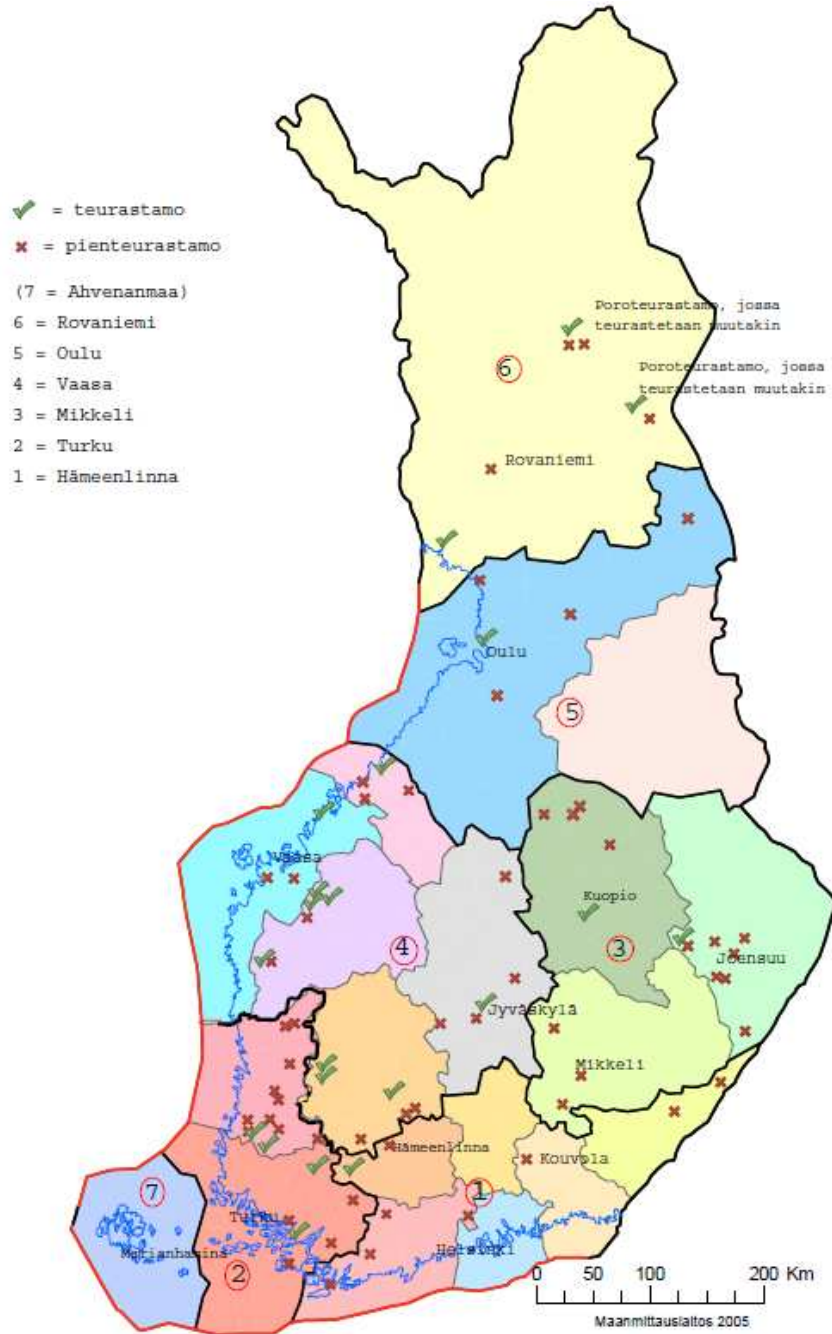 = teurastamo
= pienteurastamo
(7 = Ahvenanmaa)
6 = Rovaniemi
5 = Oulu
4 = Vaasa
3 = Mikkeli
2 = Turku
1 = Hämeenlinna
Poroteurastamo, jossa
teurastetaan muutakin
6
Poroteurastamo, jossa
teurastetaan muutakin
Rovaniemi
Oulu
5
Vaasa
Kuopio
4
3
Joensuu
Jyväskylä
Mikkeli
Hämeenlinna
Kouvola
7
1
Turku
Helsinki
Marianhamina
2
0 50 100 200 Km
Maanmittauslaitos 2005